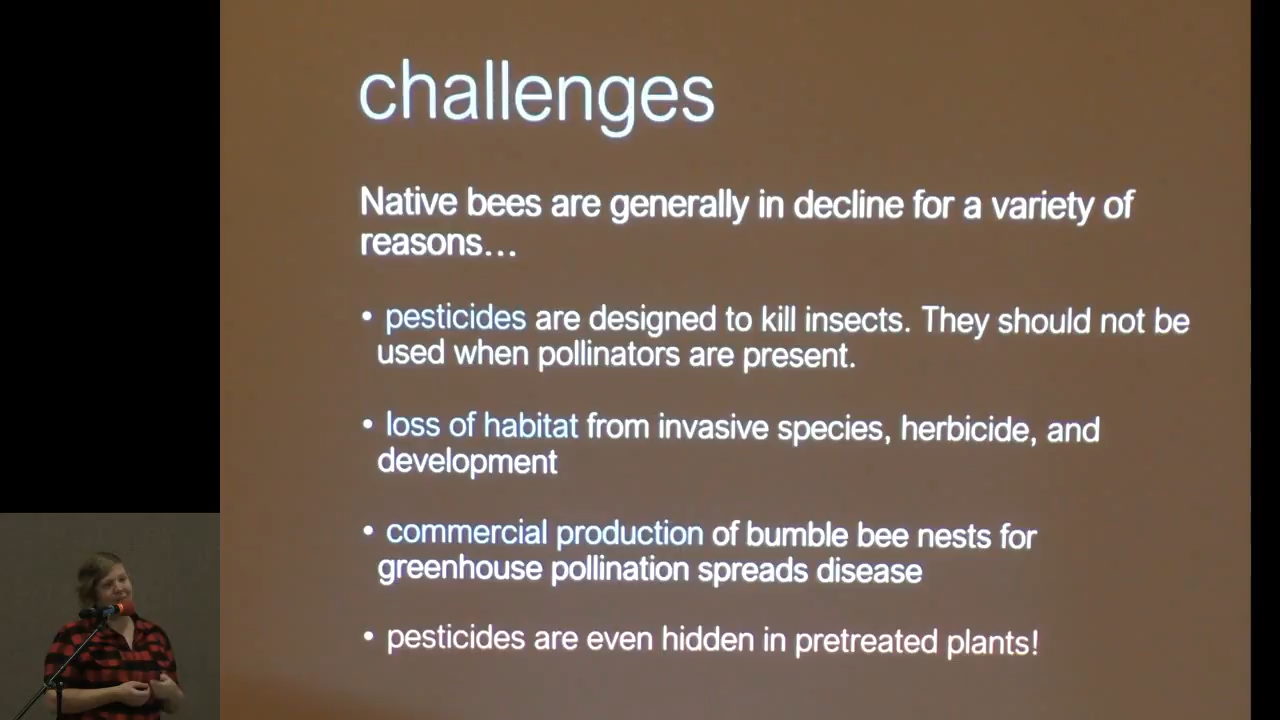 challenges
Native bees are generally in decline for a variety of
reasons…
• pesticides are designed to kill insects. They should not be
used when pollinators are present.
• loss of habitat from invasive species, herbicide, and
development
• commercial production of bumble bee nests for
greenhouse pollination spreads disease
• pesticides are even hidden in pretreated plants!